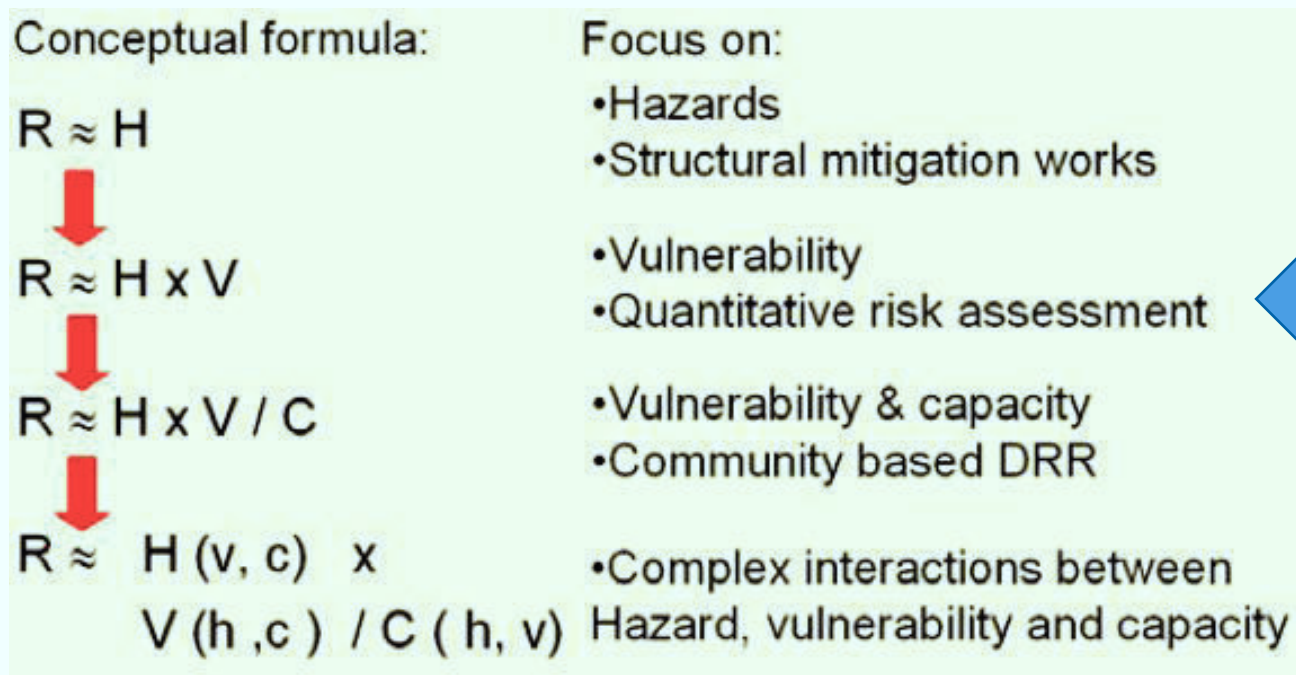 Conceptual formula: Focus on:
R ≈ H
•Hazards
•Structural mitigation works
R ≈ H x V
•Vulnerability
•Quantitative risk assessment
R ≈ H x V / C
•Vulnerability & capacity
•Community based DRR
R ≈ H (v, c) x
V (h ,c ) / C ( h, v)
•Complex interactions between
Hazard, vulnerability and capacity